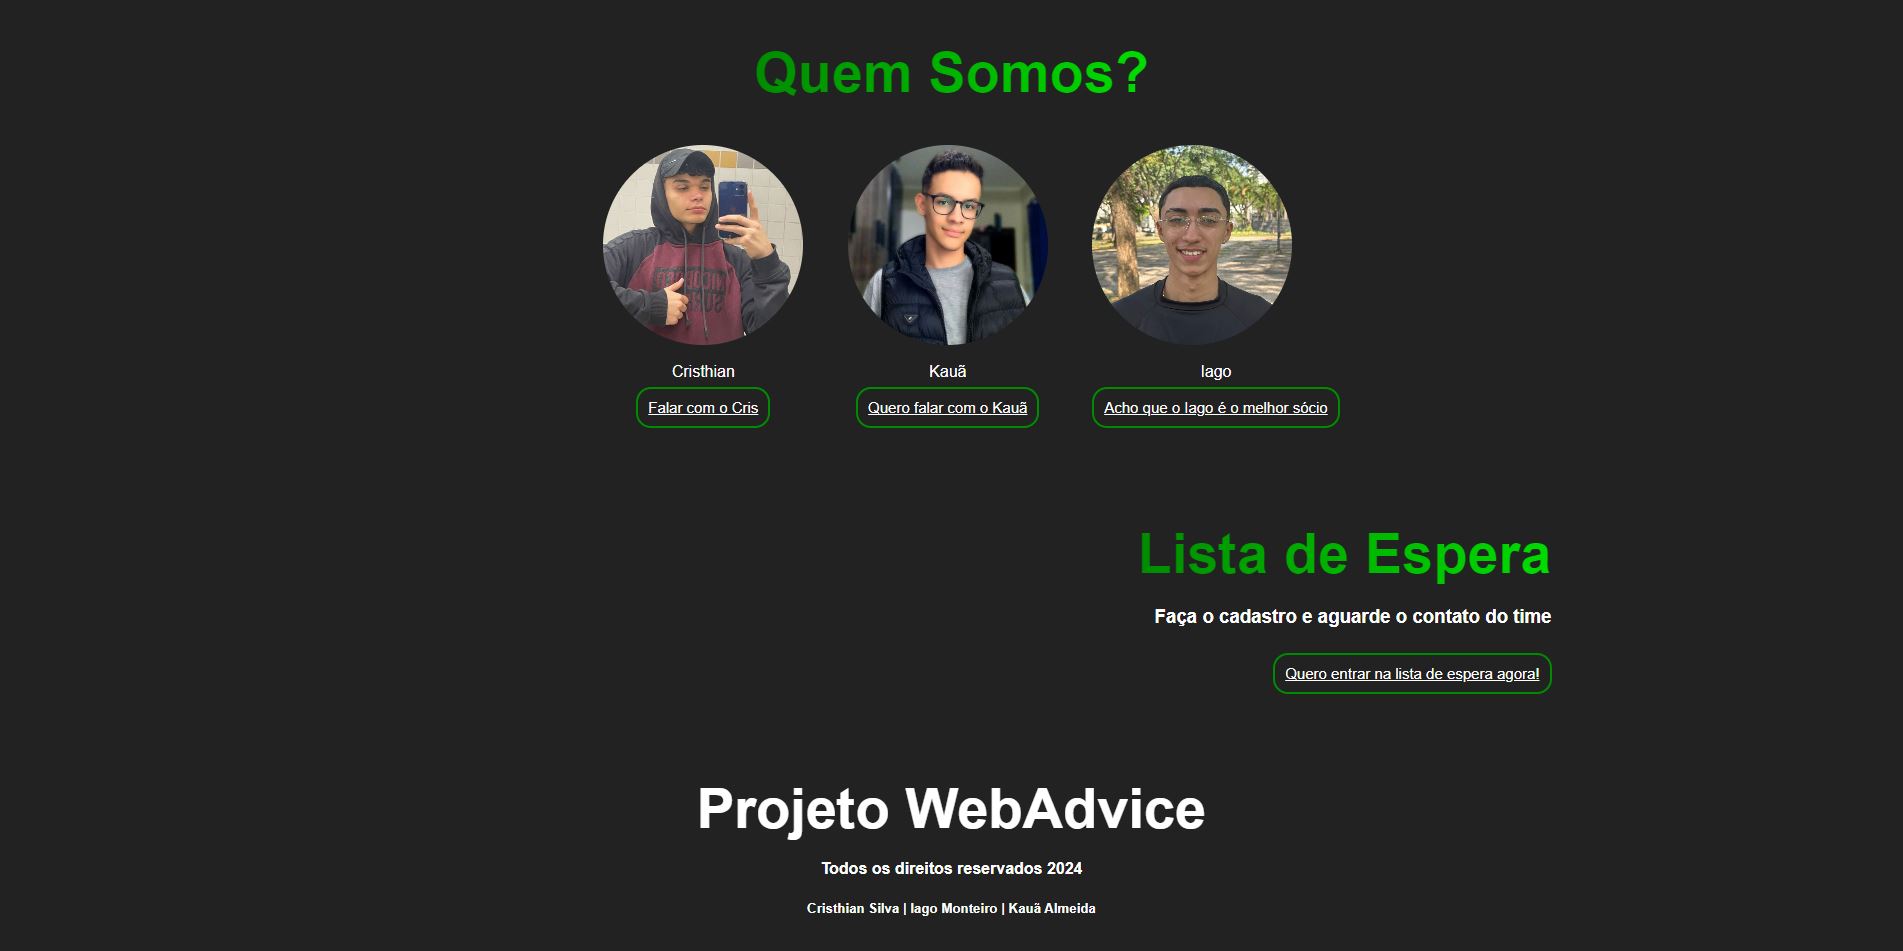 Quem Somos?
Cristhian
Falar com o Cris
Kauã
Quero falar com o Kauã
Iago
Acho que o Iago é o melhor sócio
Lista de Espera
Faça o cadastro e aguarde o contato do time
Quero entrar na lista de espera agora!
Projeto WebAdvice
Todos os direitos reservados 2024
Cristhian Silva | Iago Monteiro | Kauã Almeida